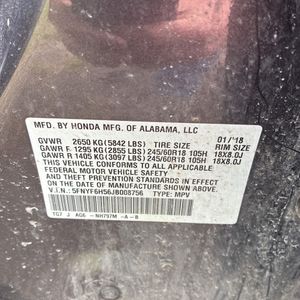 MFD. BY HONDA MFG. OF ALABAMA, LLC 01/'18
GVWR 2650 KG (5842 LBS) TIRE SIZE RIM SIZE
GAWR F 1295 KG (2855 LBS) 245/60R18 105H 18X8.0J
GAWR R 1405 KG (3097 LBS) 245/60R18 105H 18X8.0J
THIS VEHICLE CONFORMS TO ALL APPLICABLE
FEDERAL MOTOR VEHICLE SAFETY STANDARDS
IN EFFECT ON THE DATE OF MANUFACTURE SHOWN ABOVE.
V.I.N.: 5FNYF6H56JB008756 TYPE: MPV
TG7 J AG6 - NH797M -A-B